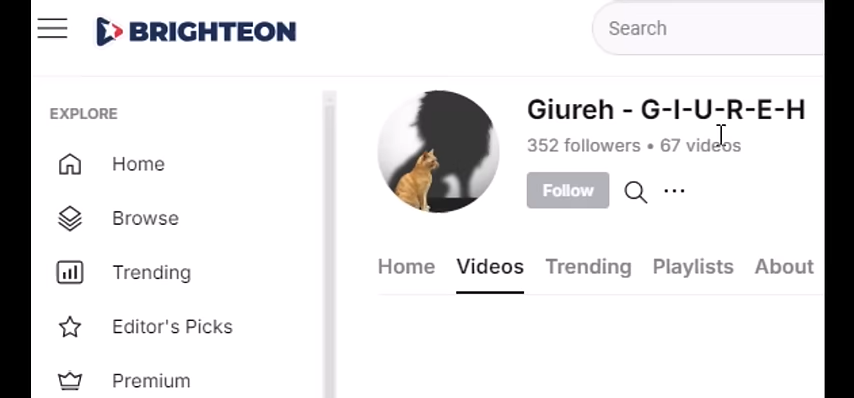 BRIGHTEON
Search
EXPLORE
Home
Browse
Trending
Editor's Picks
Premium
Giureh - G-I-U-R-E-H
352 followers • 67 videos
Follow
Home Videos Trending Playlists About